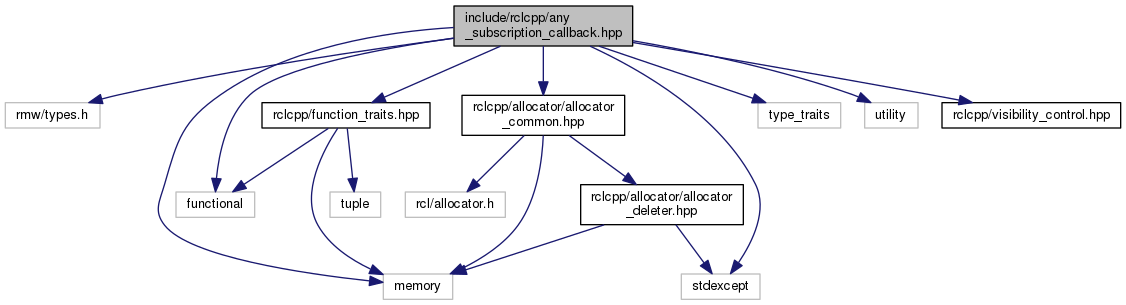 include/rclcpp/any
_subscription_callback.hpp
rmw/types.h
rclcpp/function_traits.hpp
rclcpp/allocator/allocator
_common.hpp
type_traits
utility
rclcpp/visibility_control.hpp
functional
tuple
rcl/allocator.h
rclcpp/allocator/allocator
_deleter.hpp
memory
stdexcept